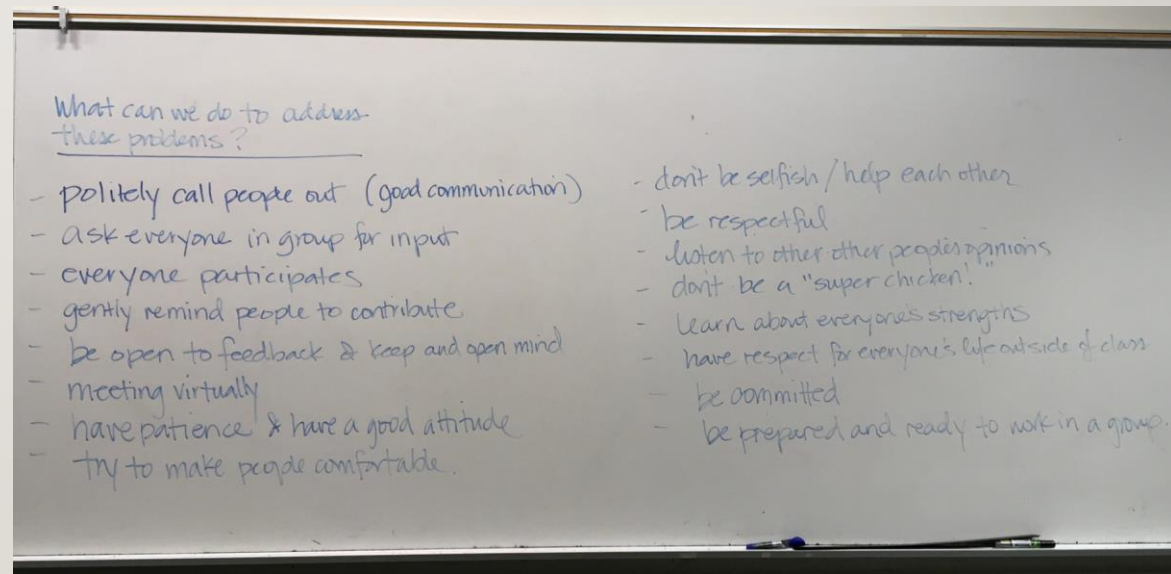 What can we do to address
these problems?
- politely call people out (good communication)
- ask everyone in group for input
- everyone participates
- gently remind people to contribute
- be open to feedback & keep and open mind
- meeting virtually
- have patience & have a good attitude
- try to make people comfortable.
- don't be selfish / help each other
- be respectful
- listen to other other people's opinions
- don't be a "super chicken!"
- learn about everyone's strengths
- have respect for everyone's life outside of class
- be committed
- be prepared and ready to work in a group.